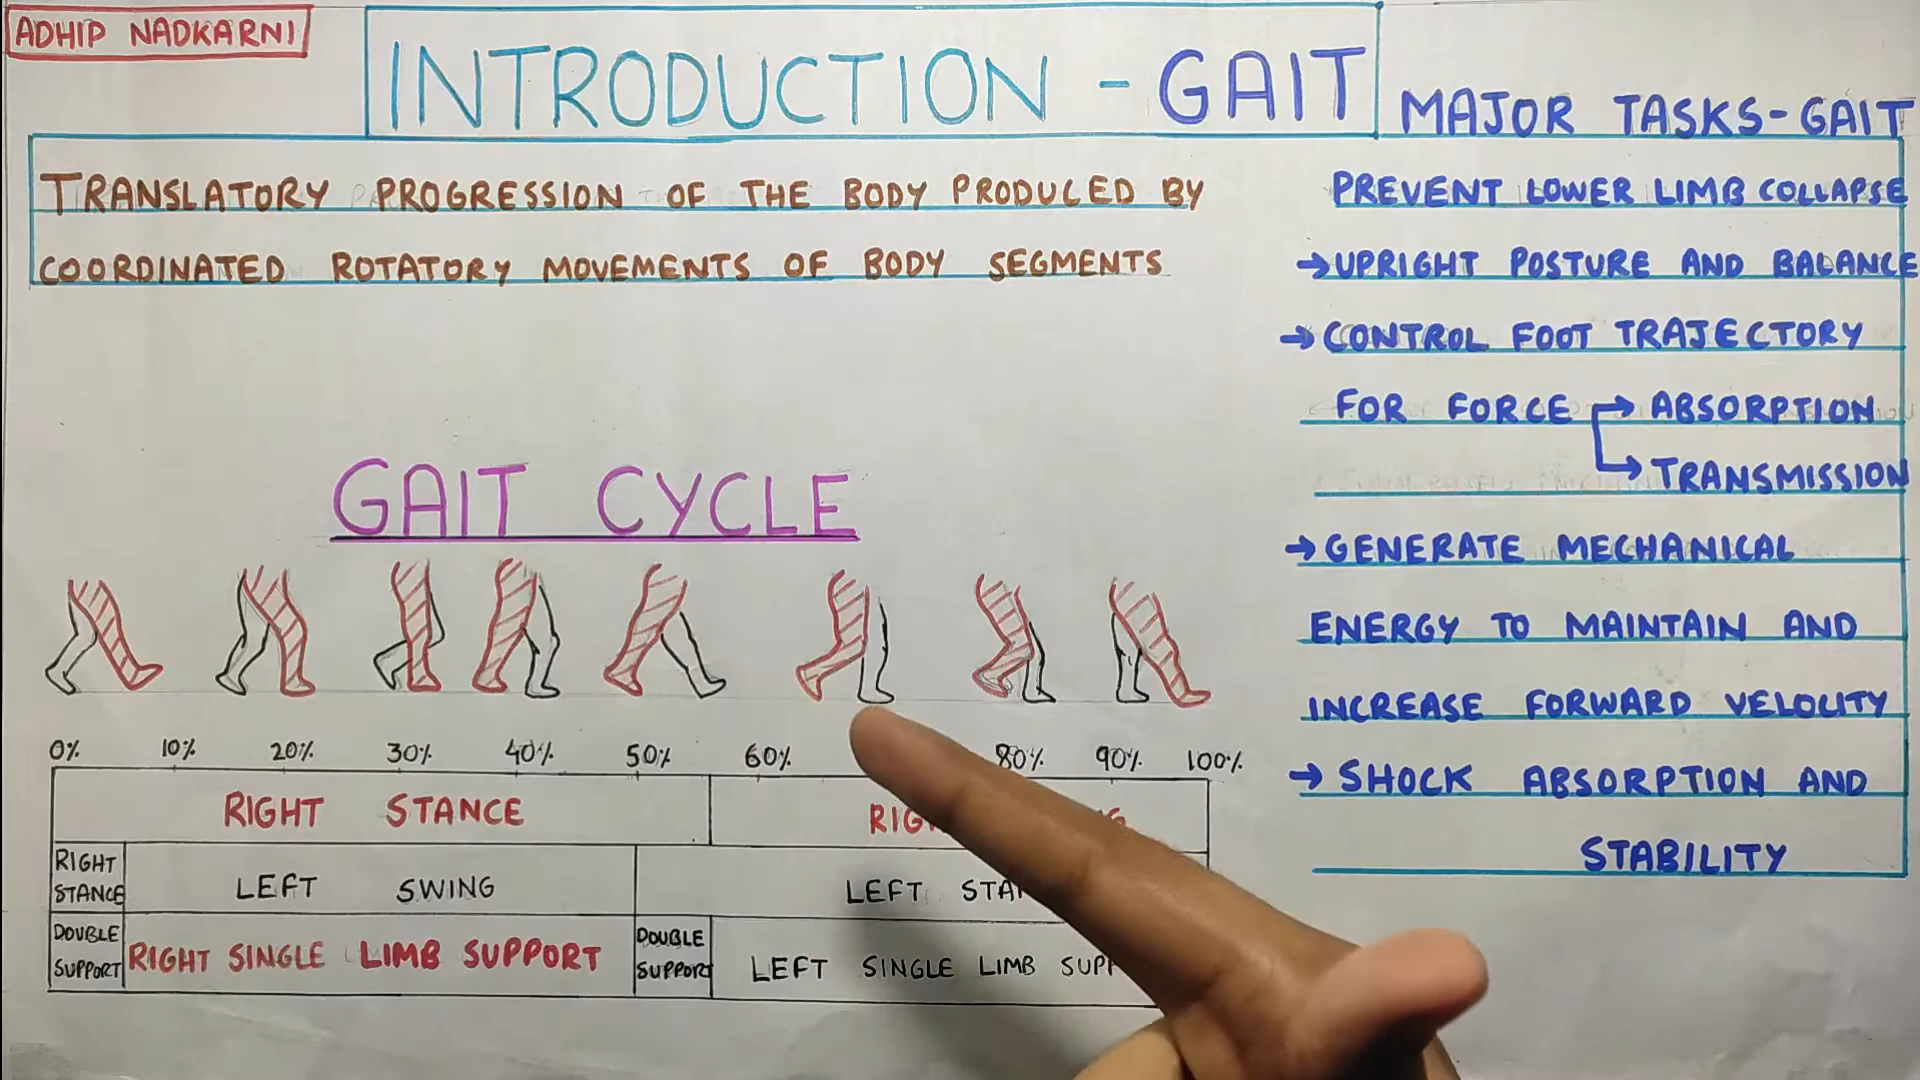 ADHIP NADKARNI
INTRODUCTION - GAIT
TRANSLATORY PROGRESSION OF THE BODY PRODUCED BY
COORDINATED ROTATORY MOVEMENTS OF BODY SEGMENTS
MAJOR TASKS-GAIT
PREVENT LOWER LIMB COLLAPSE
→UPRIGHT POSTURE AND BALANCE
→CONTROL FOOT TRAJECTORY
FOR FORCE → ABSORPTION
→ TRANSMISSION
→GENERATE MECHANICAL
ENERGY TO MAINTAIN AND
INCREASE FORWARD VELOCITY
→ SHOCK ABSORPTION AND
STABILITY
GAIT CYCLE
0% 10% 20% 30% 40% 50% 60% 80% 90% 100%
RIGHT STANCE
RIGHT STANCE
LEFT SWING
LEFT
DOUBLE SUPPORT
RIGHT SINGLE LIMB SUPPORT
DOUBLE SUPPORT
LEFT SINGLE LIMB